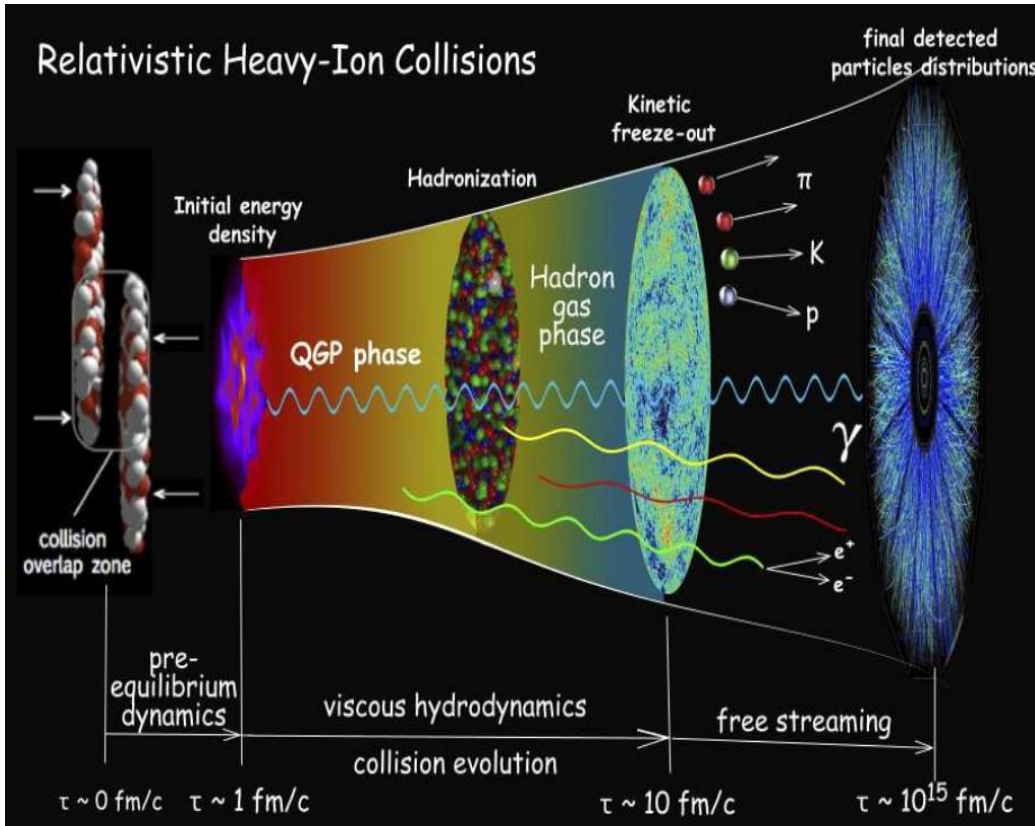 Relativistic Heavy-Ion Collisions
final detected
particles distributions
Kinetic
freeze-out
Hadronization
Initial energy
density
π
K
p
Hadron
gas
phase
QGP phase
γ
collision
overlap zone
e⁺
e⁻
pre-
equilibrium
dynamics
viscous hydrodynamics
collision evolution
free streaming
τ ~ 0 fm/c
τ ~ 1 fm/c
τ ~ 10 fm/c
τ ~ 10¹⁵ fm/c